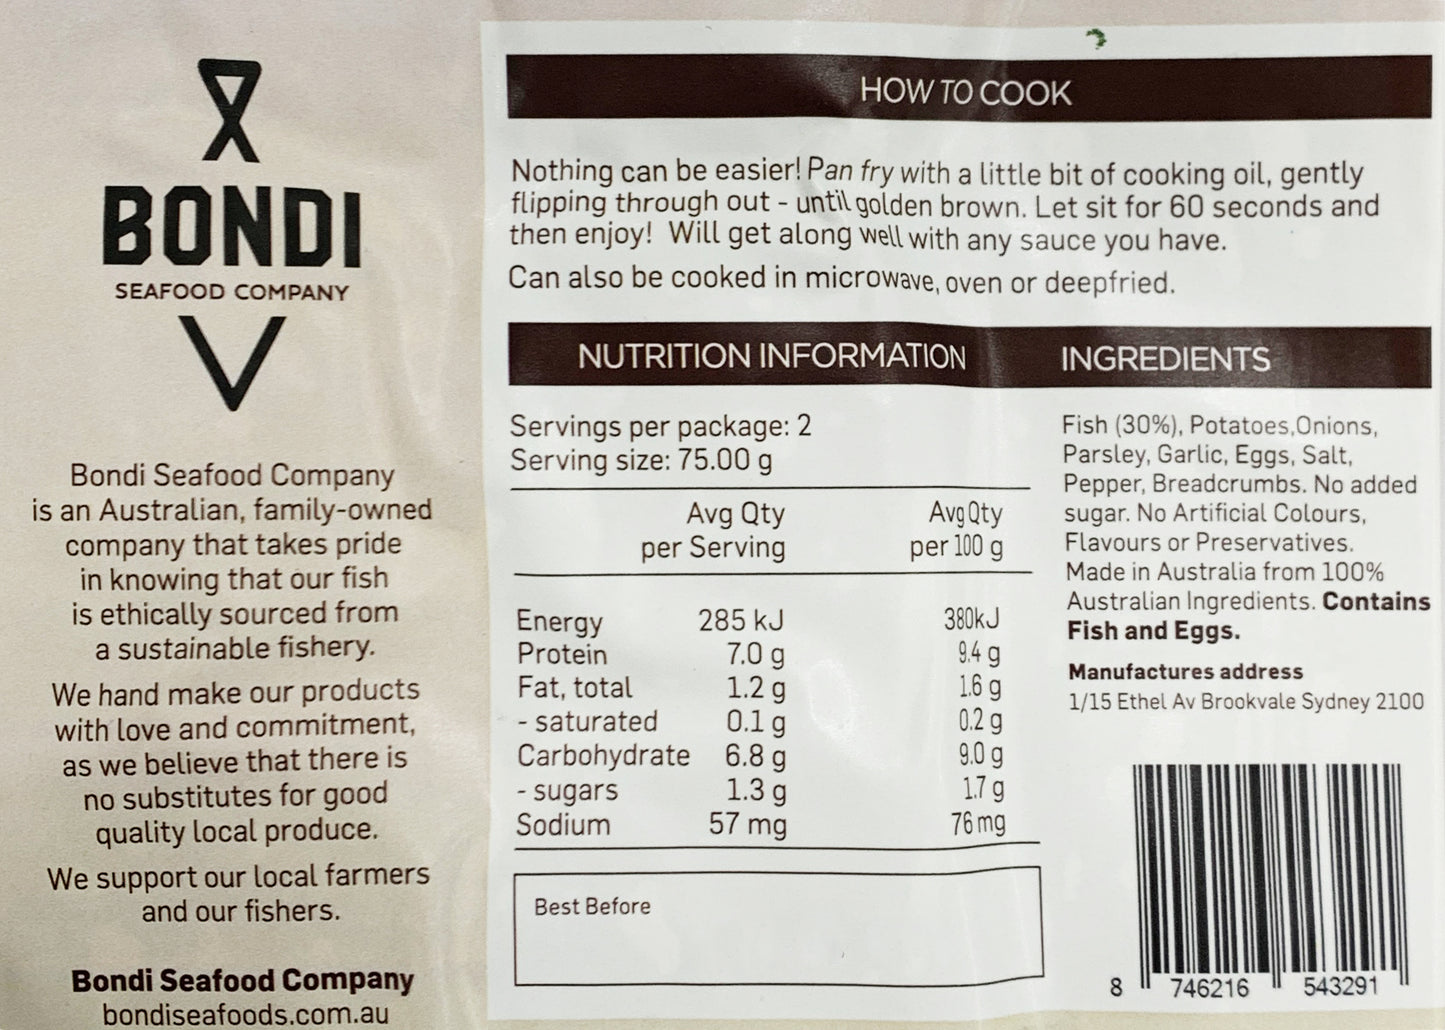 BONDI
SEAFOOD COMPANY
Bondi Seafood Company
is an Australian, family-owned
company that takes pride
in knowing that our fish
is ethically sourced from
a sustainable fishery.
We hand make our products
with love and commitment,
as we believe that there is
no substitutes for good
quality local produce.
We support our local farmers
and our fishers.
Bondi Seafood Company
bondiseafoods.com.au
HOW TO COOK
Nothing can be easier! Pan fry with a little bit of cooking oil, gently
flipping through out - until golden brown. Let sit for 60 seconds and
then enjoy! Will get along well with any sauce you have.
Can also be cooked in microwave, oven or deepfried.
NUTRITION INFORMATION
Servings per package: 2
Serving size: 75.00 g
Avg Qty Avg Qty
per Serving per 100 g
Energy 285 kJ 380kJ
Protein 7.0 g 9.4 g
Fat, total 1.2 g 1.6 g
- saturated 0.1 g 0.2 g
Carbohydrate 6.8 g 9.0 g
- sugars 1.3 g 1.7 g
Sodium 57 mg 76 mg
Best Before
INGREDIENTS
Fish (30%), Potatoes,Onions,
Parsley, Garlic, Eggs, Salt,
Pepper, Breadcrumbs. No added
sugar. No Artificial Colours,
Flavours or Preservatives.
Made in Australia from 100%
Australian Ingredients. Contains
Fish and Eggs.
Manufactures address
1/15 Ethel Av Brookvale Sydney 2100
8 746216 543291